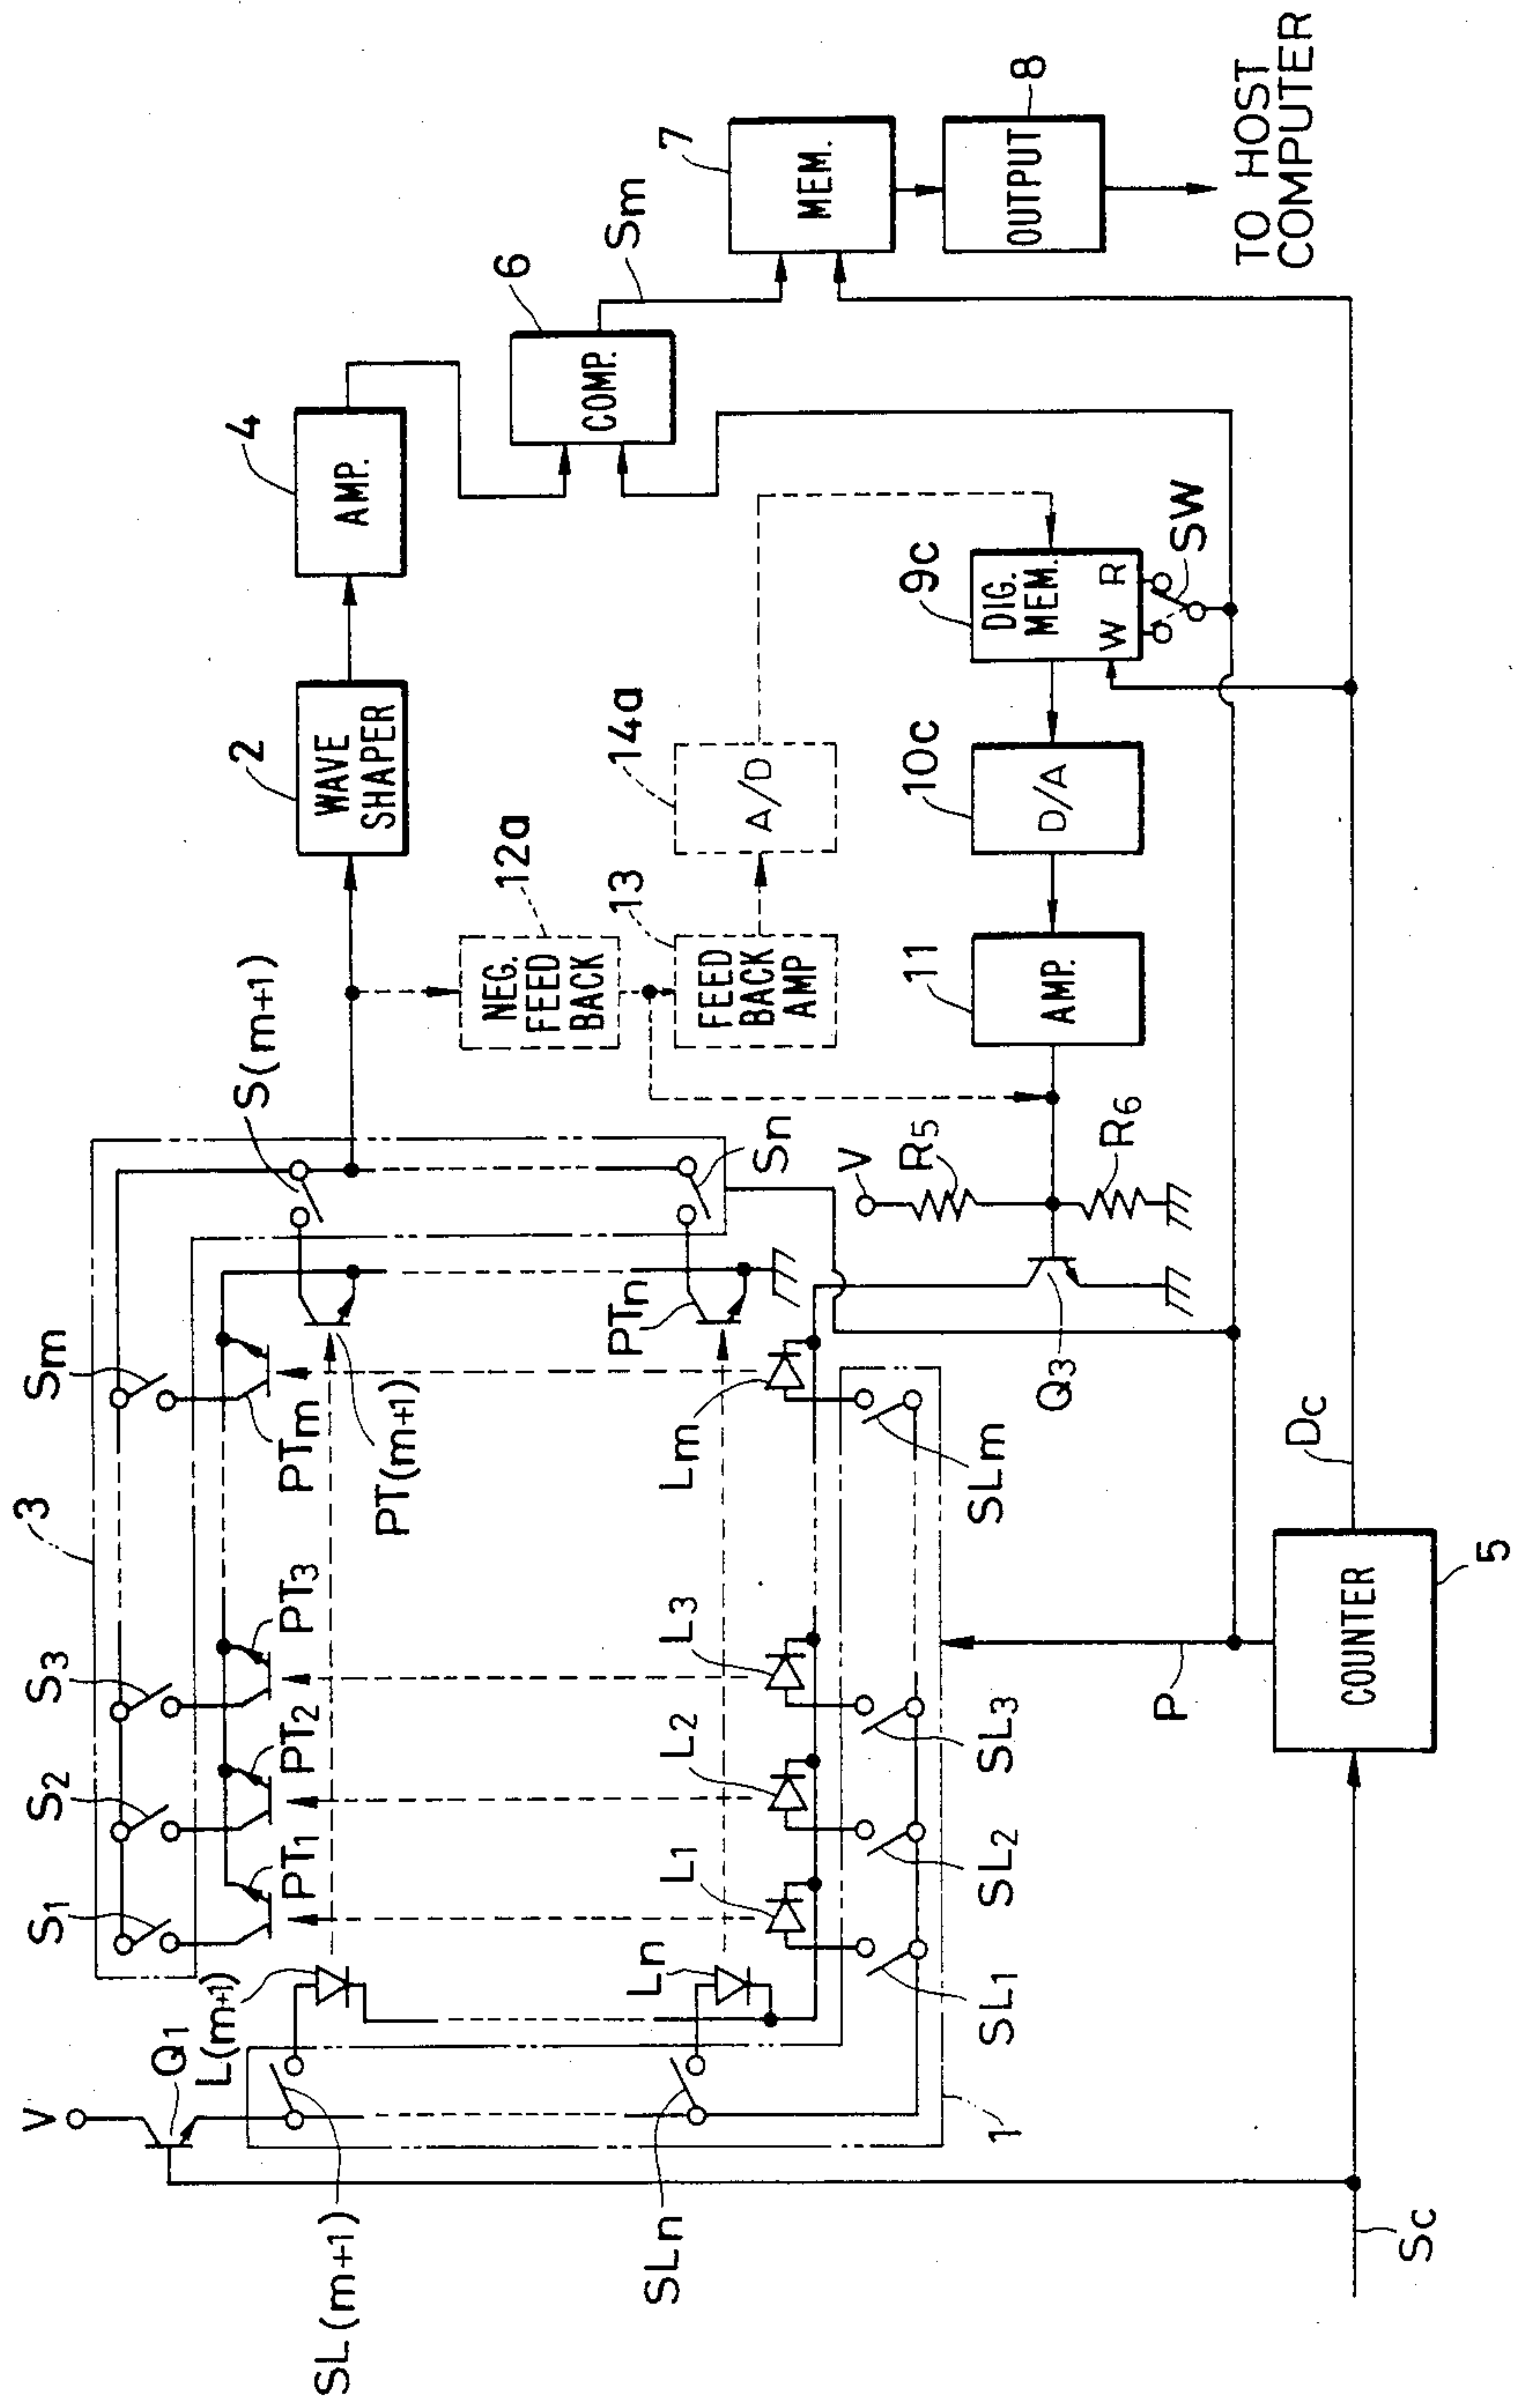 3
S1
S2
S3
Sm
S(m+1)
2
WAVE
SHAPER
4
AMP.
6
COMP.
Sm
7
MEM.
8
OUTPUT
TO HOST
COMPUTER
V
Q1
L(m+1)
PT1
PT2
PT3
PTm
PT(m+1)
PTn
Sn
12a
NEG.
FEED
BACK
13
FEED
BACK
AMP
14a
A/D
9c
DIG.
MEM.
W R
SW
10c
D/A
11
AMP.
V
R5
R6
Q3
SL(m+1)
SLn
Ln
L1
L2
L3
Lm
SL1
SL2
SL3
SLm
1
P
COUNTER
5
Dc
Sc